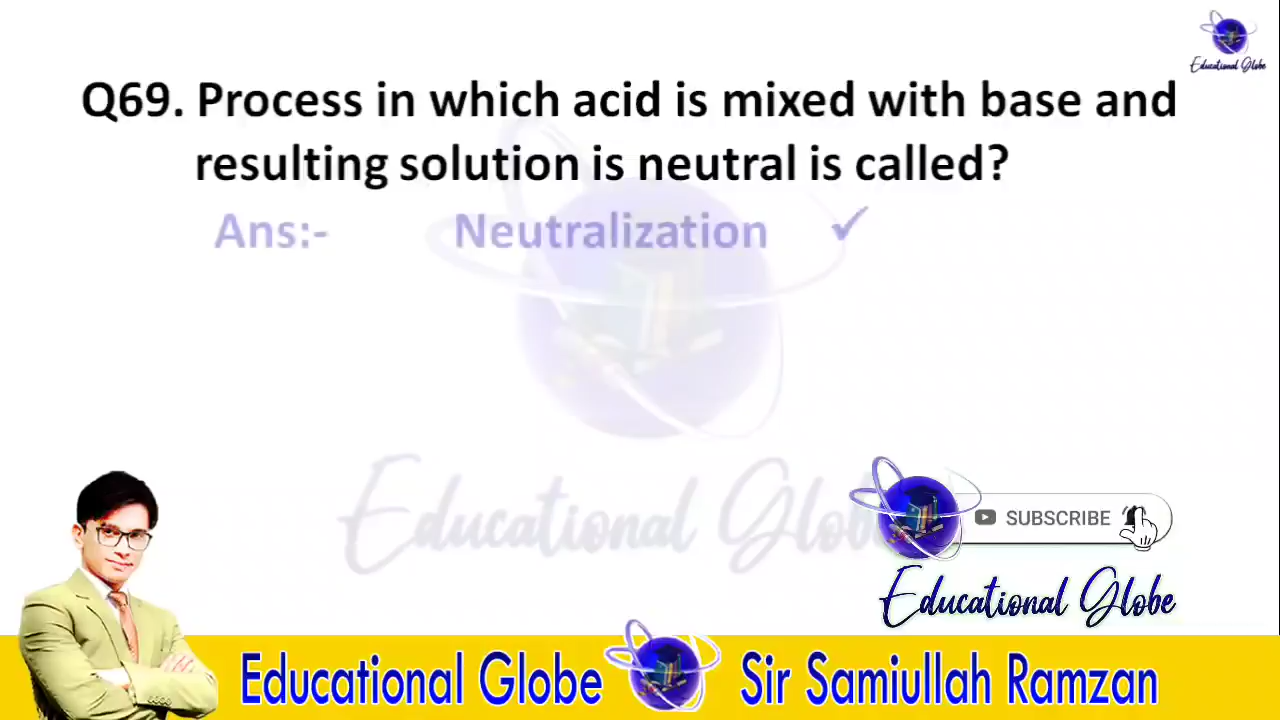 Educational Globe
Q69. Process in which acid is mixed with base and
resulting solution is neutral is called?
Ans:- Neutralization ✓
Educational Globe
SUBSCRIBE
Educational Globe
Educational Globe Sir Samiullah Ramzan